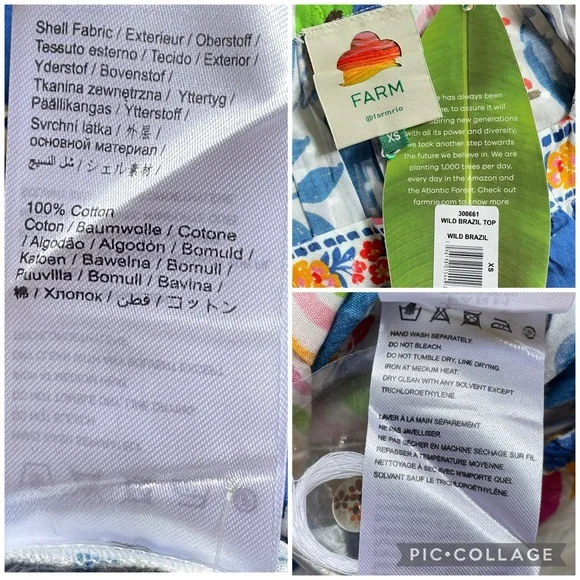 Shell Fabric / Exterieur / Oberstoff /
Tessuto esterno / Tecido / Exterior /
Yderstof / Bovenstof /
Tkanina zewnętrzna / Yttertyg /
Päällikangas / Ytterstoff /
Svrchní látka / 外层 /
основной материал /
シェル素材 /
100% Cotton
Coton / Baumwolle / Cotone
/ Algodão / Algodón / Bomuld /
Katoen / Bawełna / Bomull /
Puuvilla / Bomull / Bavlna /
棉 / Хлопок / قطن / コットン
FARM
@farmrio
XS
has always been
to assure it will
new generations
with all its power and diversity,
we took another step towards
the future we believe in. We are
planting 1,000 trees per day,
every day in the Amazon and
the Atlantic Forest. Check out
farmrio.com to know more.
300661
WILD BRAZIL TOP
WILD BRAZIL
XS
HAND WASH SEPARATELY.
DO NOT BLEACH.
DO NOT TUMBLE DRY, LINE DRYING.
IRON AT MEDIUM HEAT.
DRY CLEAN WITH ANY SOLVENT EXCEPT
TRICHLOROETHYLENE.
LAVER À LA MAIN SÉPARÉMENT
NE PAS JAVELLISER.
NE PAS SÉCHER EN MACHINE SÉCHAGE SUR FIL
REPASSER A TEMPÉRATURE MOYENNE.
NETTOYAGE À SEC AVEC N'IMPORTE QUEL
SOLVANT SAUF LE TRICHLOROÉTHYLÈNE.
PIC•COLLAGE